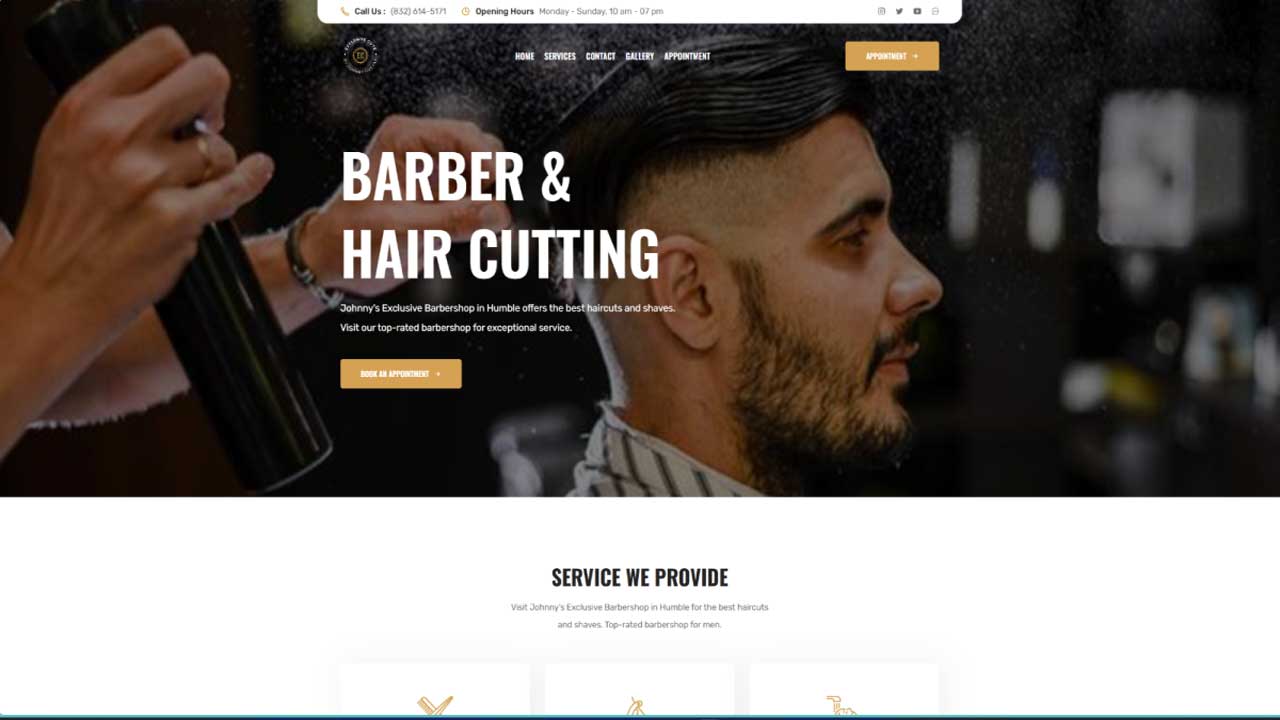 Call Us : (832) 614-5171 Opening Hours Monday - Sunday, 10 am - 07 pm
HOME SERVICES CONTACT GALLERY APPOINTMENT
APPOINTMENT →
BARBER &
HAIR CUTTING
Johnny's Exclusive Barbershop in Humble offers the best haircuts and shaves.
Visit our top-rated barbershop for exceptional service.
BOOK AN APPOINTMENT →
SERVICE WE PROVIDE
Visit Johnny's Exclusive Barbershop in Humble for the best haircuts
and shaves. Top-rated barbershop for men.